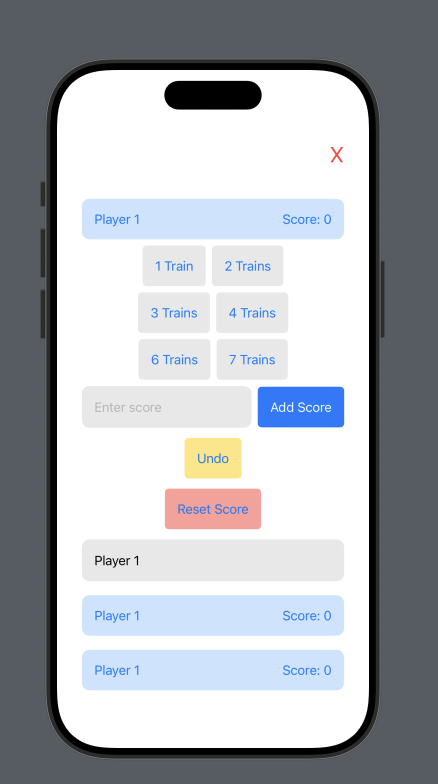 X
Player 1 Score: 0
1 Train 2 Trains
3 Trains 4 Trains
6 Trains 7 Trains
Enter score Add Score
Undo
Reset Score
Player 1
Player 1 Score: 0
Player 1 Score: 0